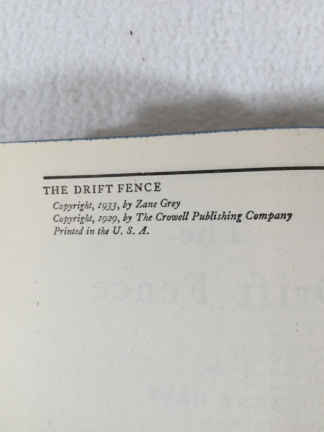 THE DRIFT FENCE
Copyright, 1933, by Zane Grey
Copyright, 1929, by The Crowell Publishing Company
Printed in the U. S. A.